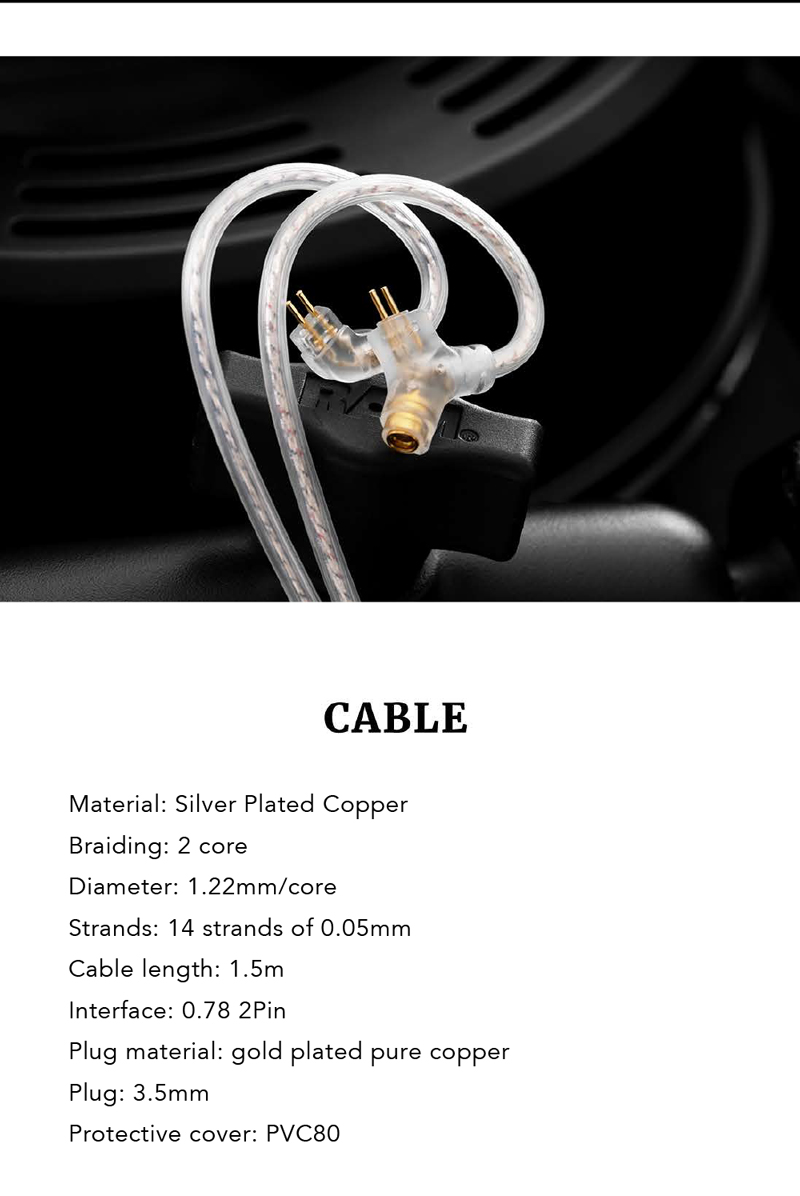 CABLE
Material: Silver Plated Copper
Braiding: 2 core
Diameter: 1.22mm/core
Strands: 14 strands of 0.05mm
Cable length: 1.5m
Interface: 0.78 2Pin
Plug material: gold plated pure copper
Plug: 3.5mm
Protective cover: PVC80